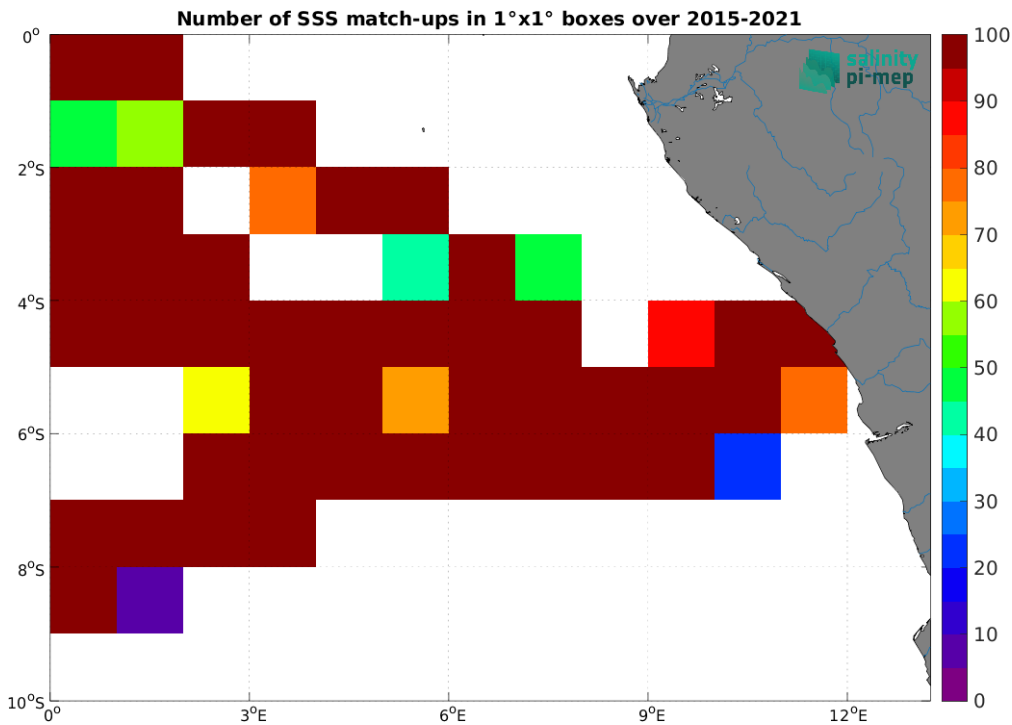 Number of SSS match-ups in 1°x1° boxes over 2015-2021
0°
2°S
4°S
6°S
8°S
10°S
0°
3°E
6°E
9°E
12°E
salinity
pi-mep
100
90
80
70
60
50
40
30
20
10
0